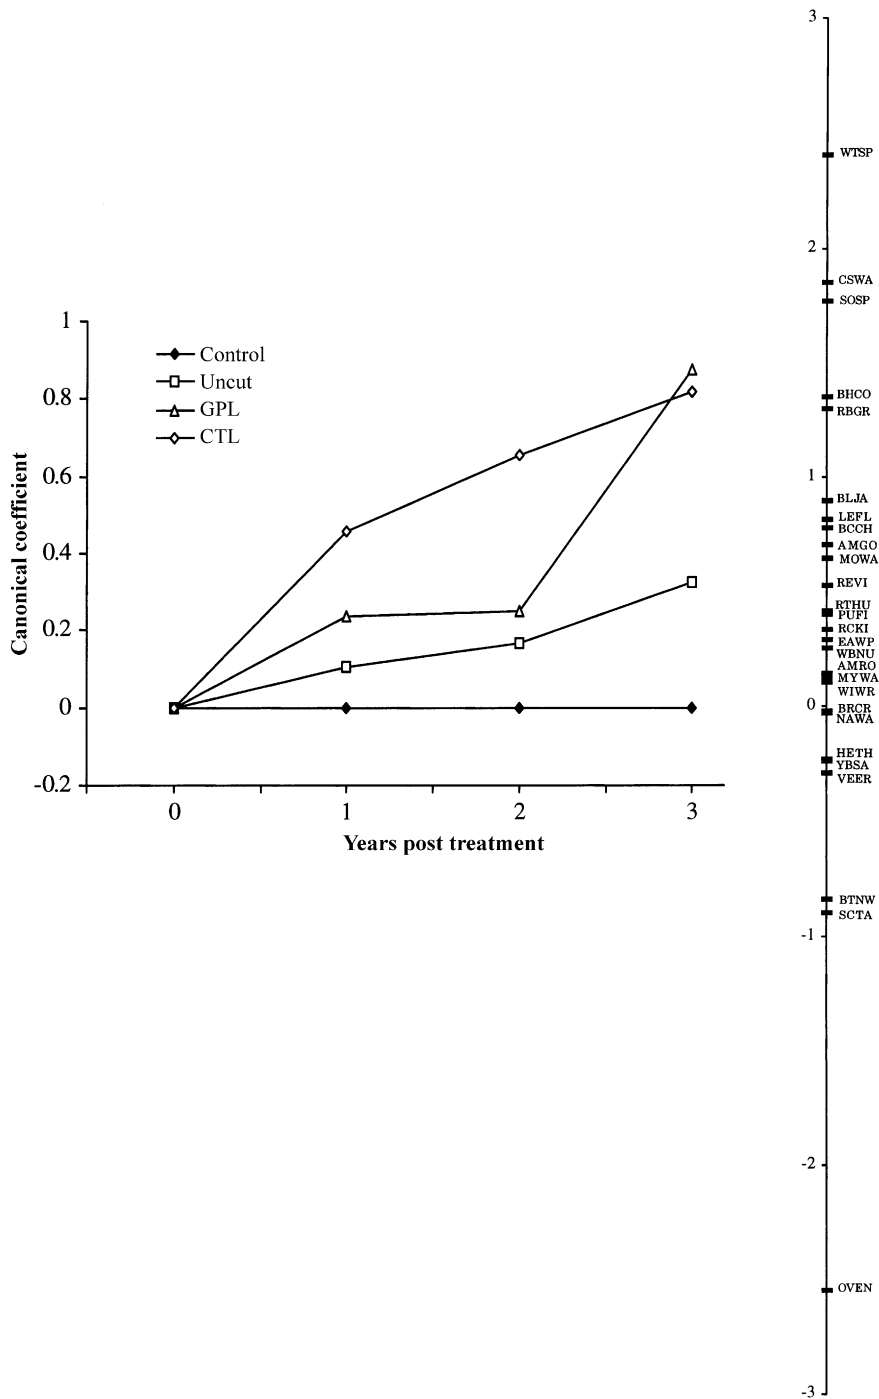 1
0.8
0.6
0.4
0.2
0
-0.2
Canonical coefficient
Control
Uncut
GPL
CTL
0 1 2 3
Years post treatment
3
WTSP
2
CSWA
SOSP
BHCO
RBGR
1
BLJA
LEFL
BCCH
AMGO
MOWA
REVI
RTHU
PUFI
RCKI
EAWP
WBNU
AMRO
MYWA
WIWR
0
BRCR
NAWA
HETH
YBSA
VEER
BTNW
SCTA
-1
-2
OVEN
-3